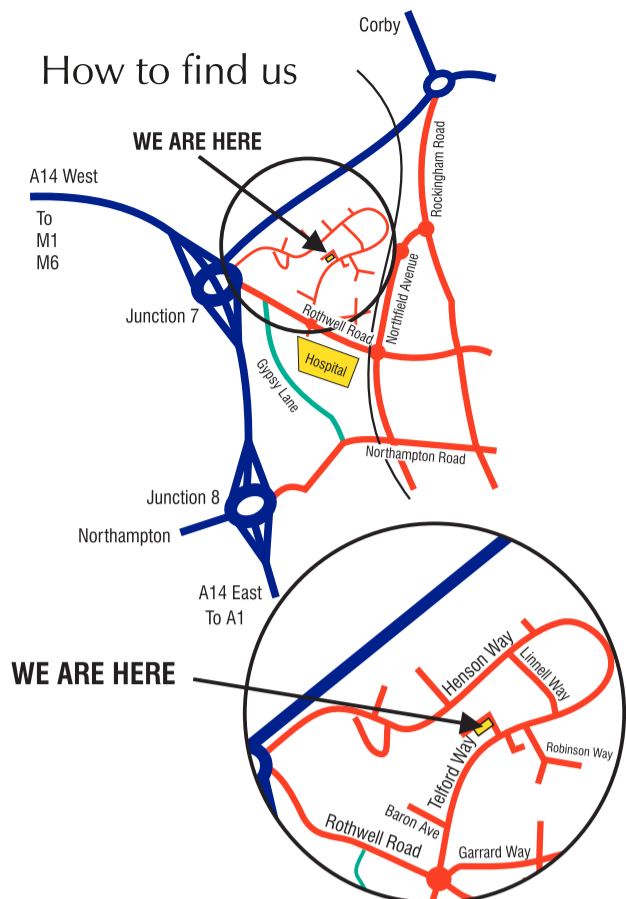 Corby
How to find us
WE ARE HERE
Rockingham Road
A14 West
To
M1
M6
Northfield Avenue
Junction 7
Rothwell Road
Hospital
Gypsy Lane
Northampton Road
Junction 8
Northampton
A14 East
To A1
WE ARE HERE
Henson Way
Linnell Way
Robinson Way
Telford Way
Baron Ave
Rothwell Road
Garrard Way